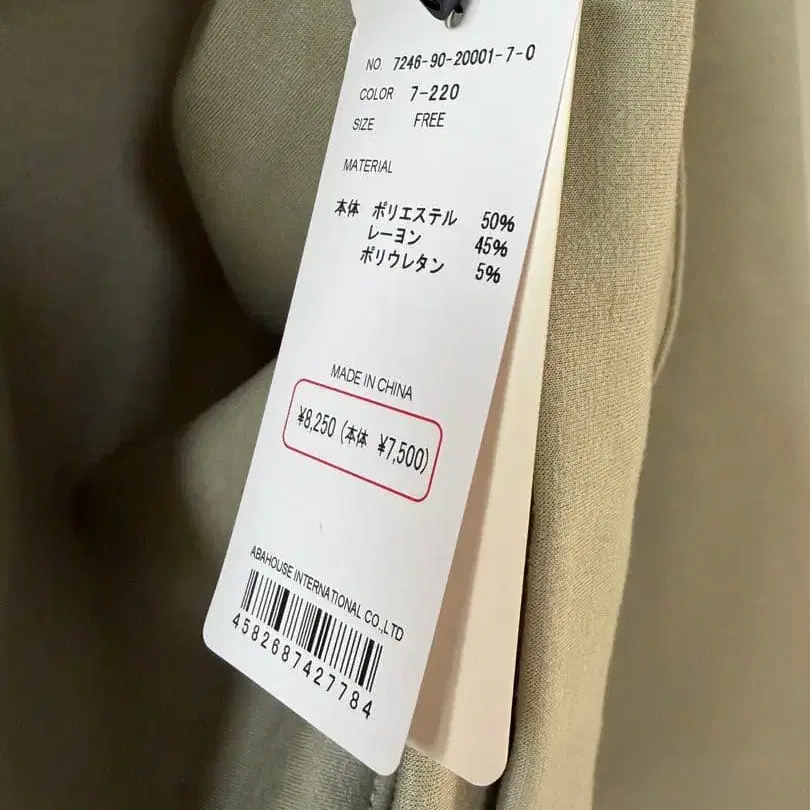 NO. 7246-90-20001-7-0
COLOR 7-220
SIZE FREE
MATERIAL
本体 ポリエステル 50%
レーヨン 45%
ポリウレタン 5%
MADE IN CHINA
¥8,250 (本体 ¥7,500)
ABAHOUSE INTERNATIONAL CO.,LTD
4582687427784